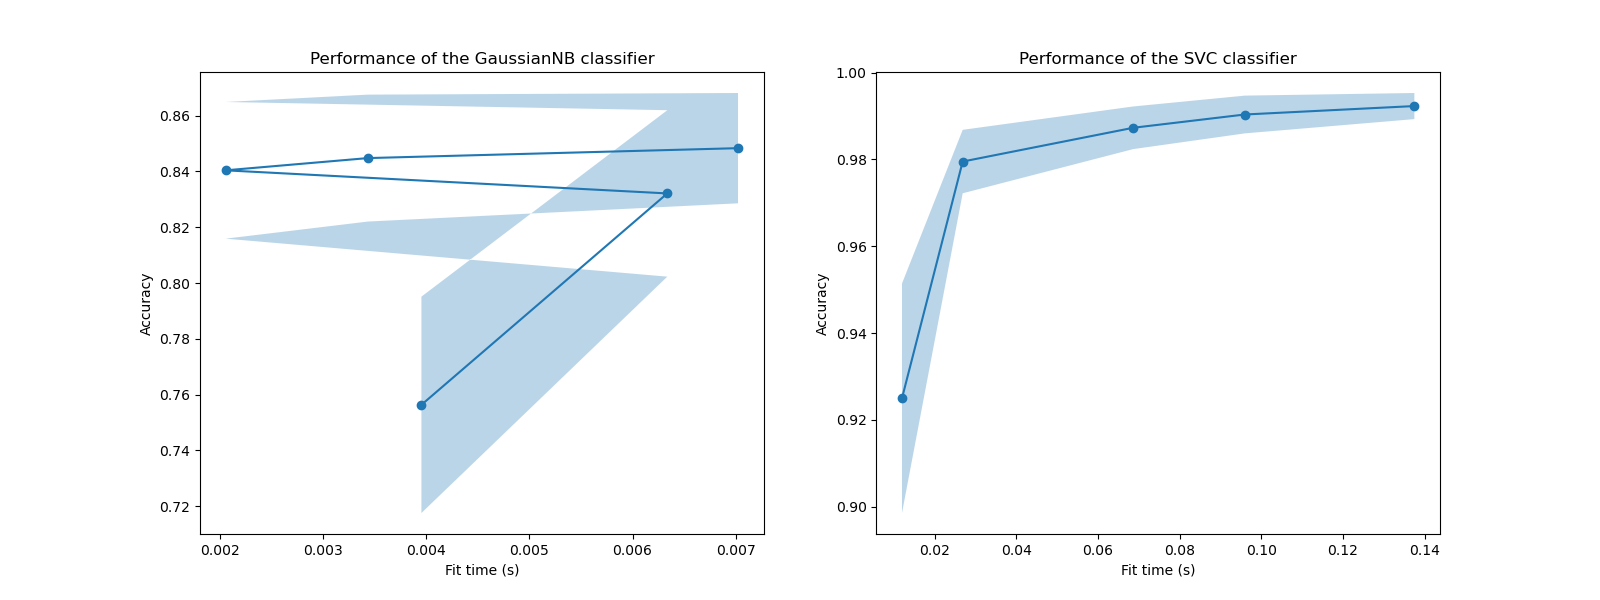 Performance of the GaussianNB classifier
Accuracy
0.86
0.84
0.82
0.80
0.78
0.76
0.74
0.72
0.002 0.003 0.004 0.005 0.006 0.007
Fit time (s)
Performance of the SVC classifier
Accuracy
1.00
0.98
0.96
0.94
0.92
0.90
0.02 0.04 0.06 0.08 0.10 0.12 0.14
Fit time (s)